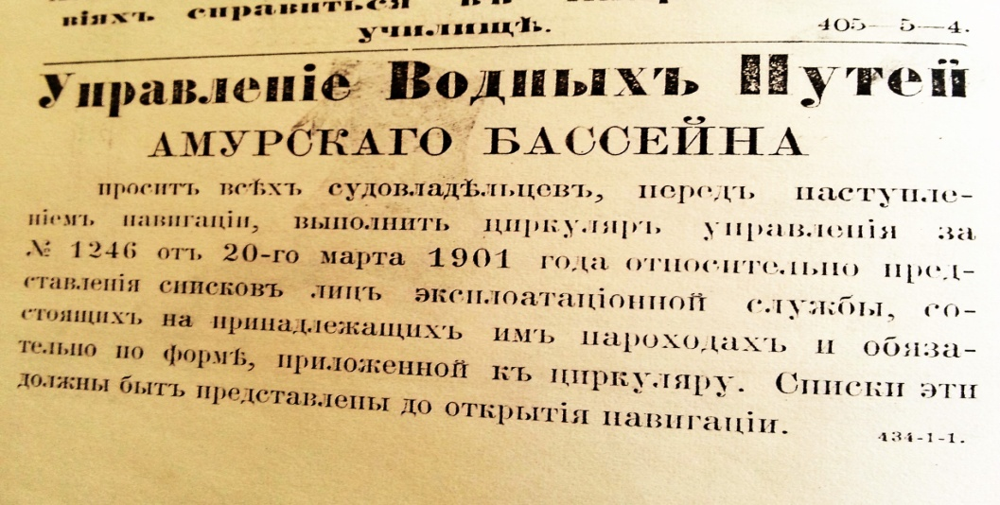 віяхъ справиться въ
училищѣ.
405—5—4.
Управленіе Водныхъ Путей
АМУРСКАГО БАССЕЙНА
проситъ всѣхъ судовладѣльцевъ, передъ наступле-
ніемъ навигаціи, выполнить циркуляръ управленія за
№ 1246 отъ 20-го марта 1901 года относительно пред-
ставленія списковъ лицъ эксплоатаціонной службы, со-
стоящихъ на принадлежащихъ имъ пароходахъ и обяза-
тельно по формѣ, приложенной къ циркуляру. Списки эти
должны быть представлены до открытія навигаціи.
434-1-1.